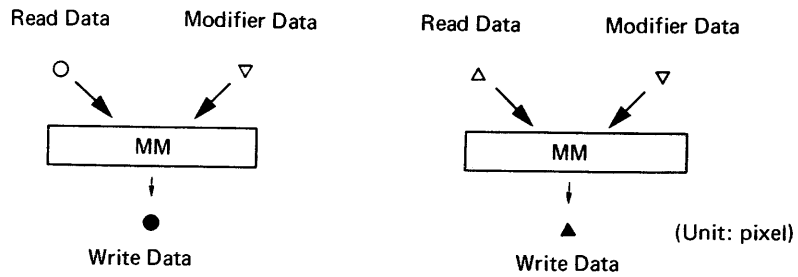 Read Data Modifier Data
MM
Write Data
Read Data Modifier Data
MM
(Unit: pixel)
Write Data